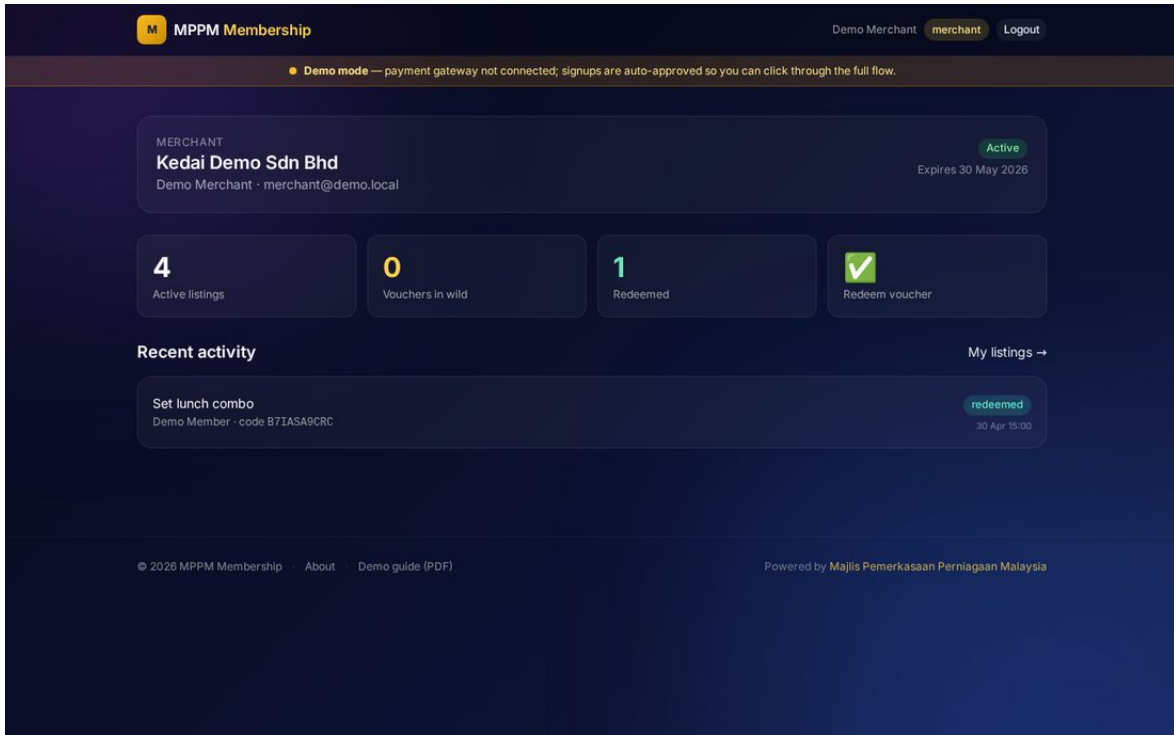 M MPPM Membership
Demo Merchant merchant Logout
Demo mode — payment gateway not connected; signups are auto-approved so you can click through the full flow.
MERCHANT
Kedai Demo Sdn Bhd
Demo Merchant · merchant@demo.local
Active
Expires 30 May 2026
4
Active listings
0
Vouchers in wild
1
Redeemed
✅
Redeem voucher
Recent activity
My listings →
Set lunch combo
Demo Member · code B7IASA9CRC
redeemed
30 Apr 15:00
© 2026 MPPM Membership · About · Demo guide (PDF)
Powered by Majlis Pemerkasaan Perniagaan Malaysia